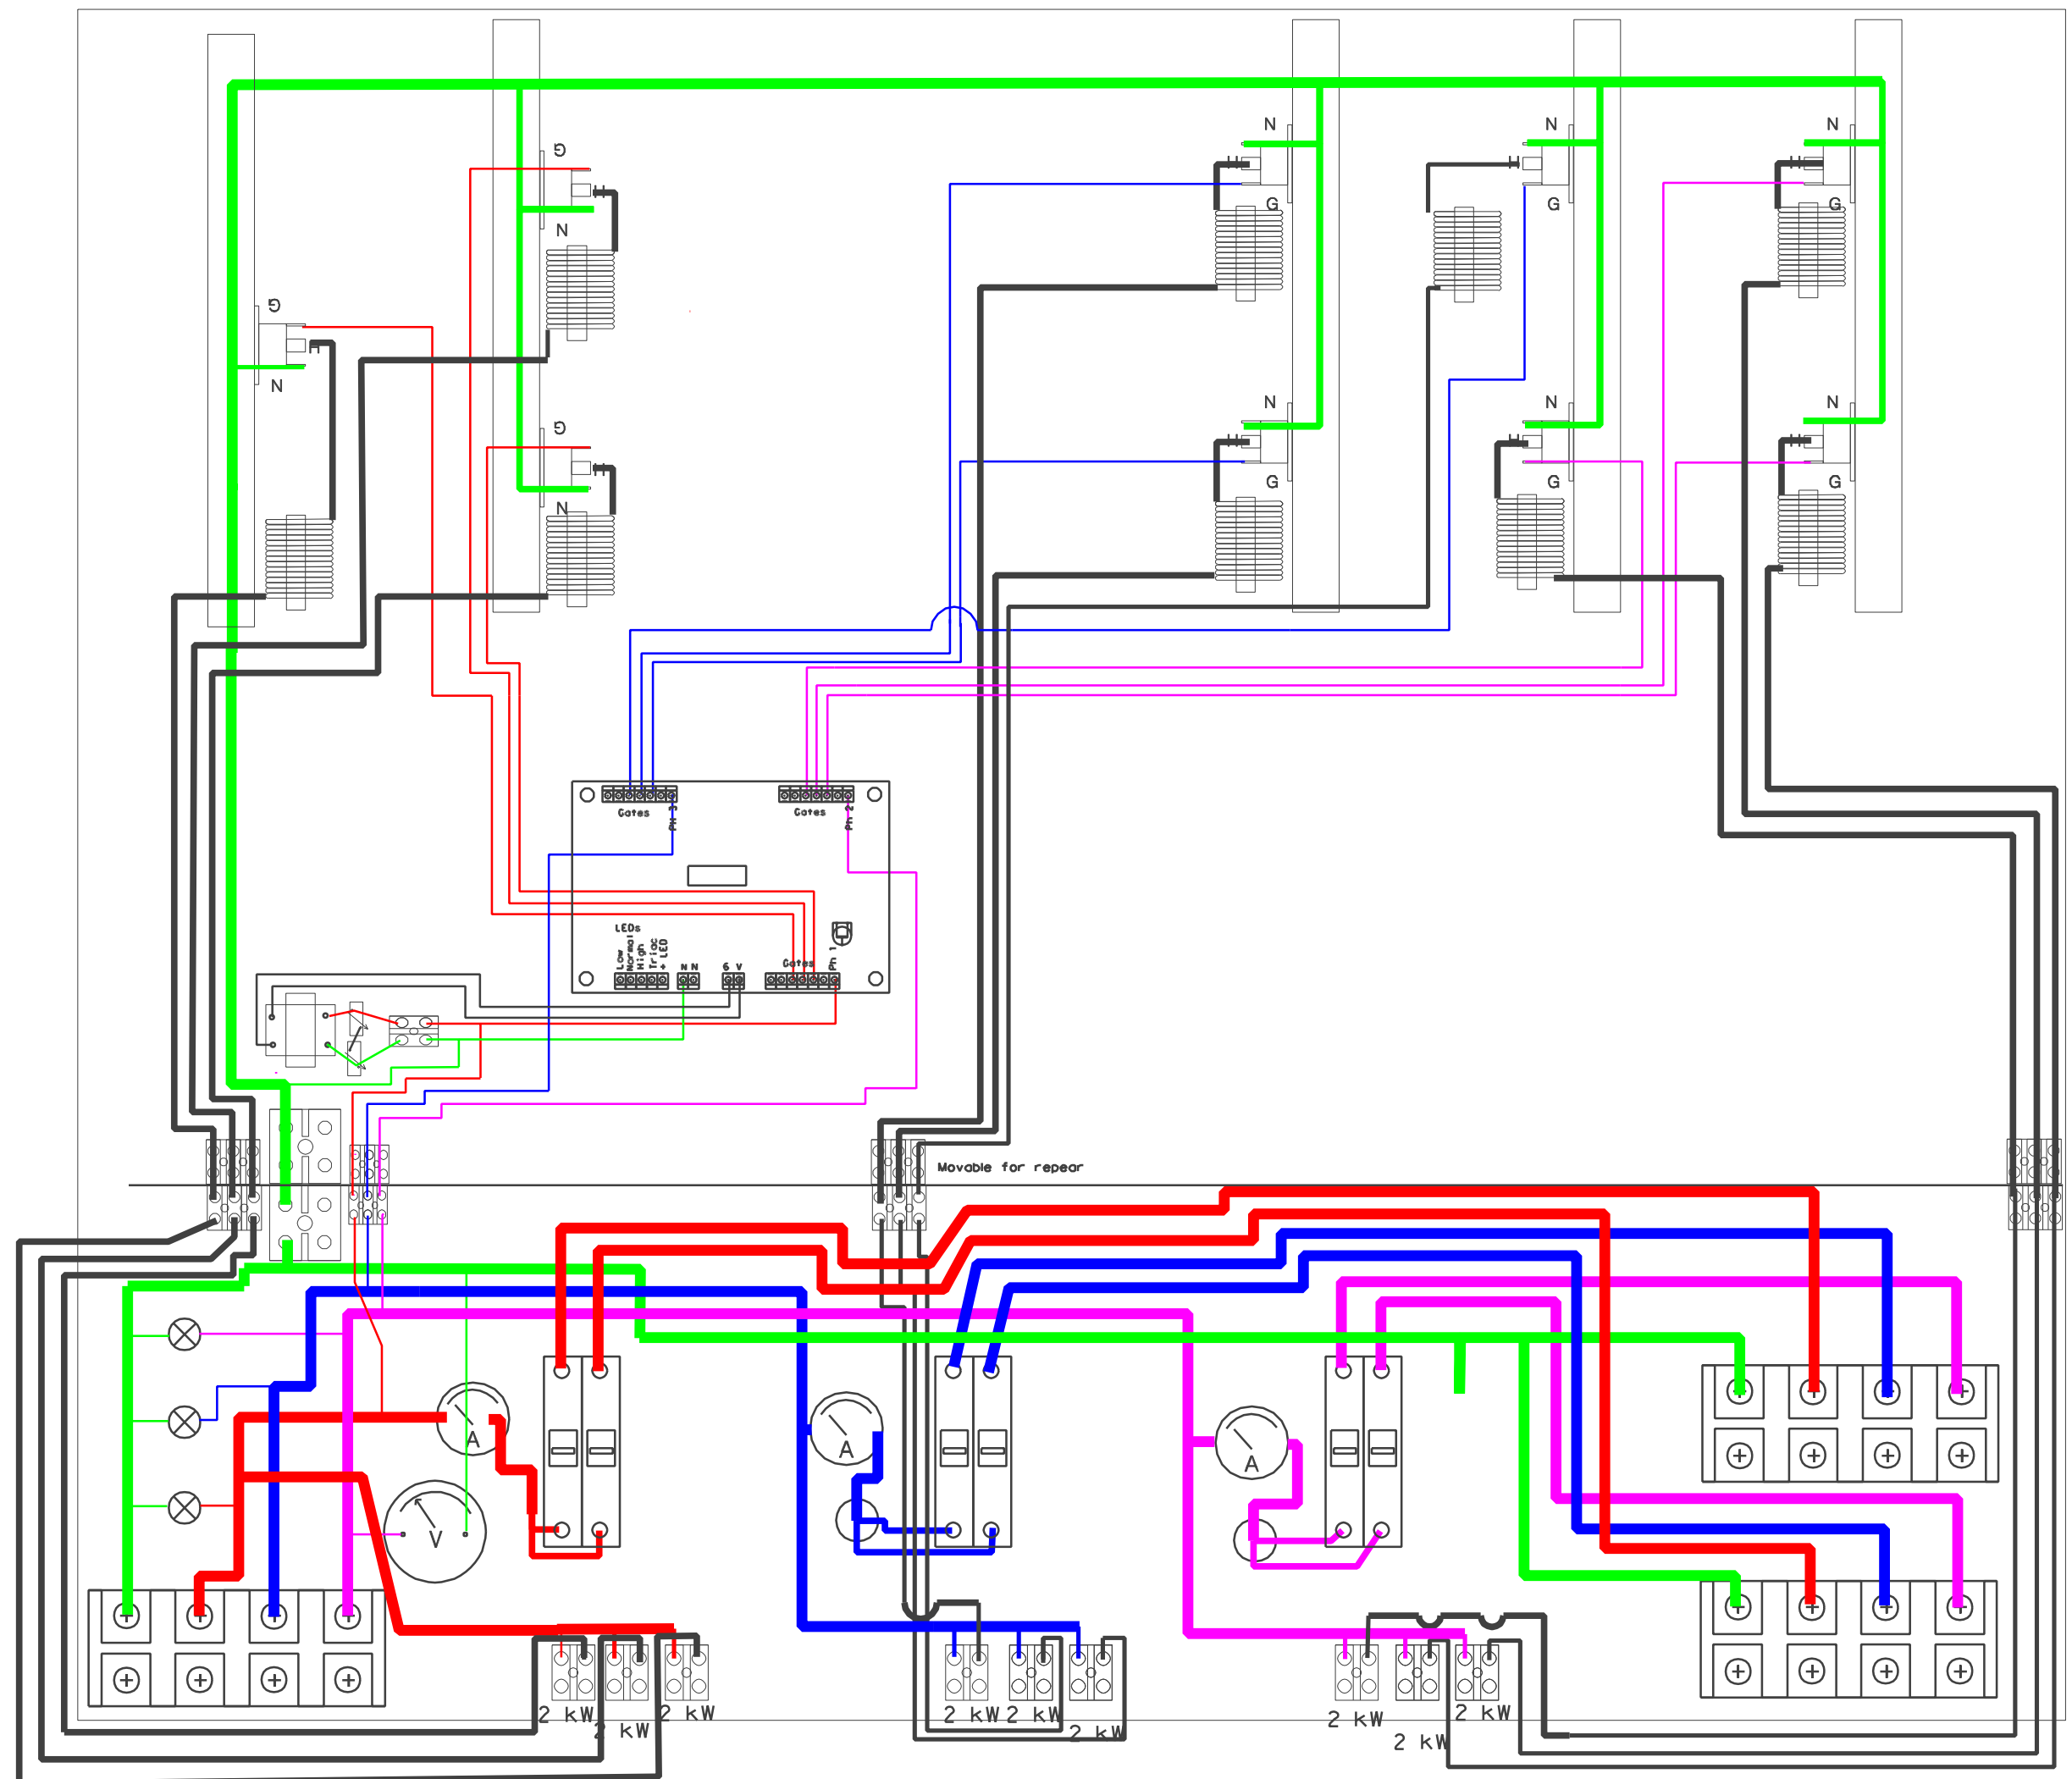 N
N
N
G
H
N
H
H
H
G
G
G
G
H
N
N
N
N
G
H
N
H
H
H
G
G
G
Gates
Ph 3
Gates
Ph 2
LEDs
Low
Normal
High
Triac
+ LED
N N
6 V
Gates
Ph 1
Movable for repear
A
A
A
V
2 kW
2 kW
2 kW
2 kW
2 kW
2 kW
2 kW
2 kW
2 kW